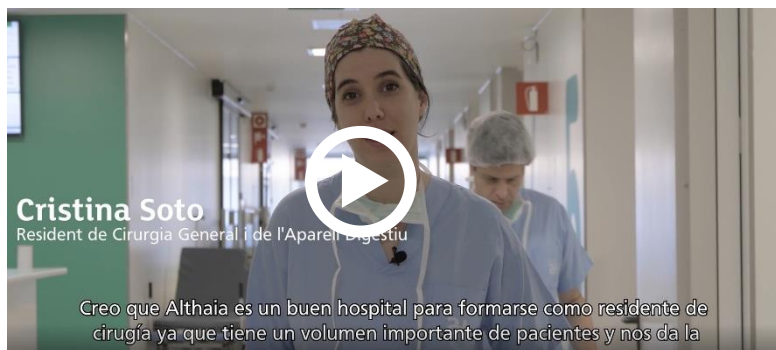 Cristina Soto
Resident de Cirurgia General i de l'Aparell Digestiu
Creo que Althaia es un buen hospital para formarse como residente de
cirugía ya que tiene un volumen importante de pacientes y nos da la